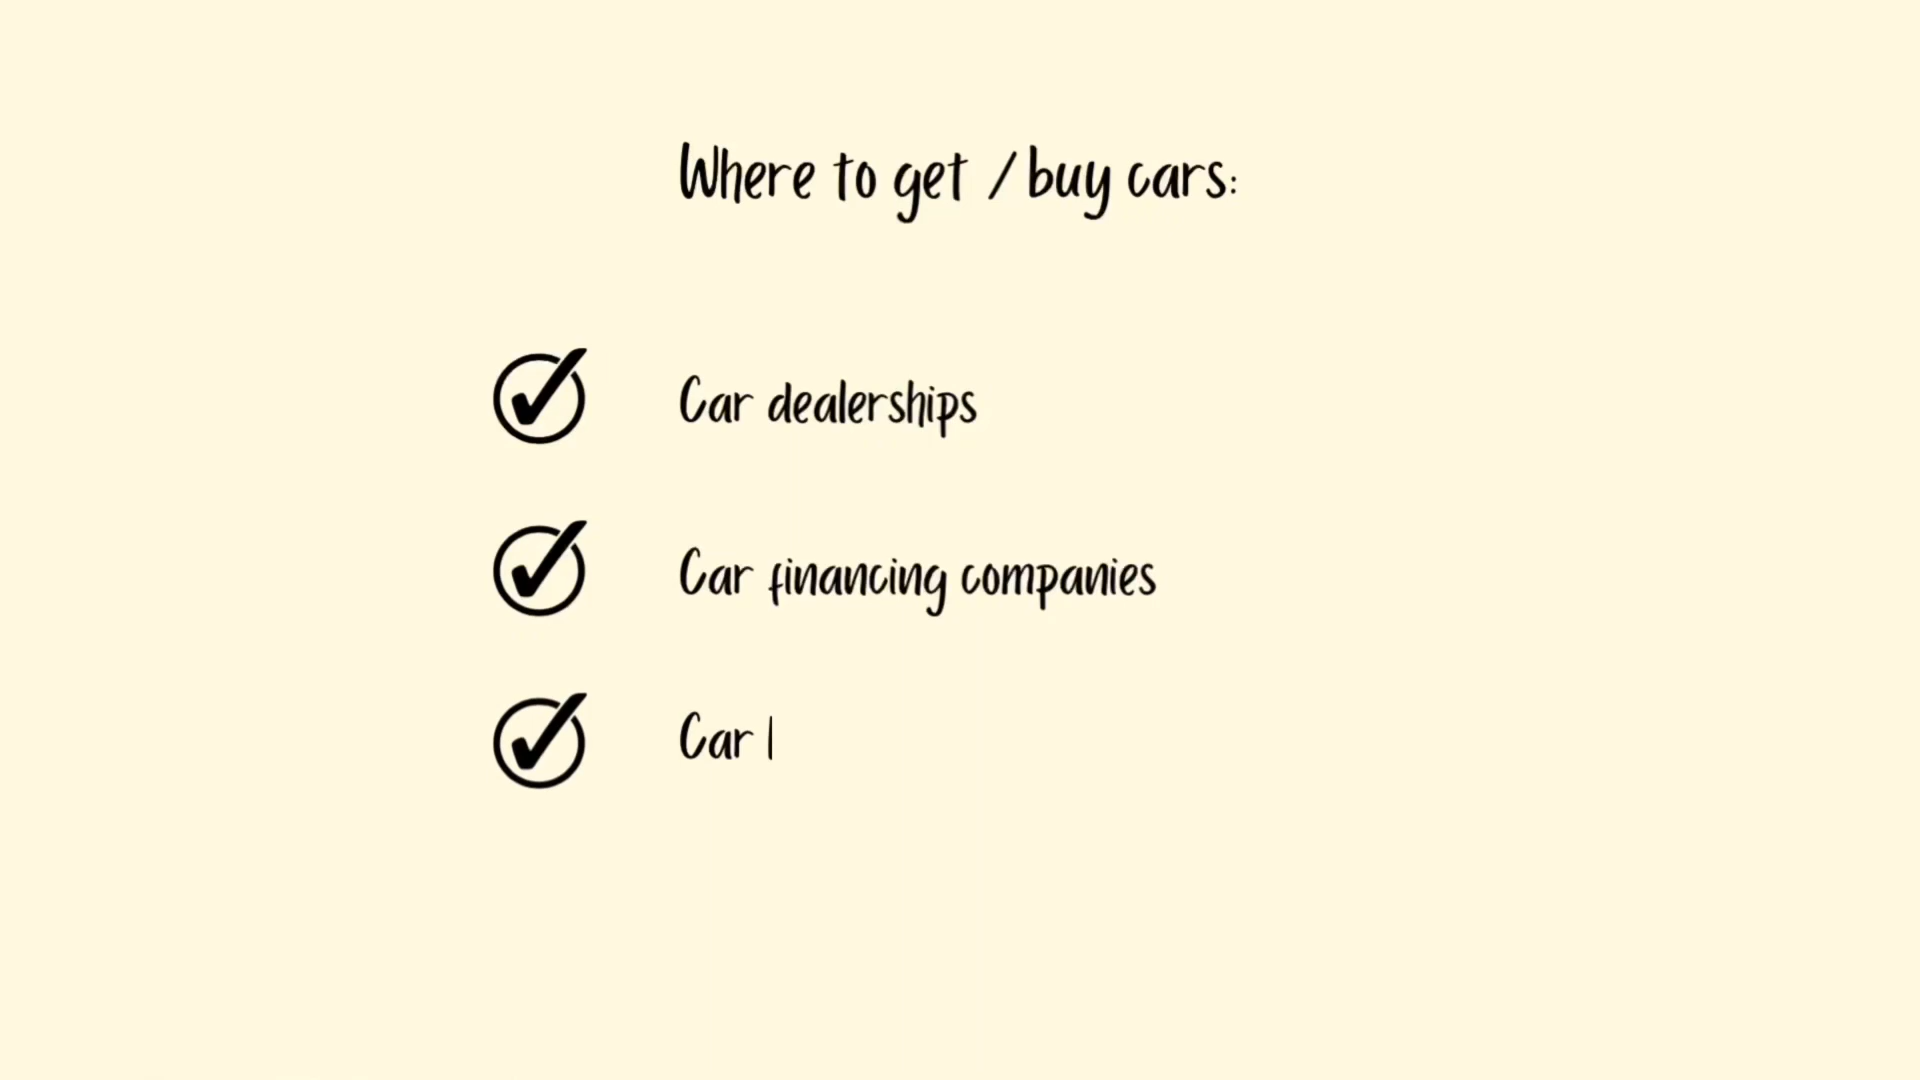 Where to get / buy cars:
Car dealerships
Car financing companies
Car l